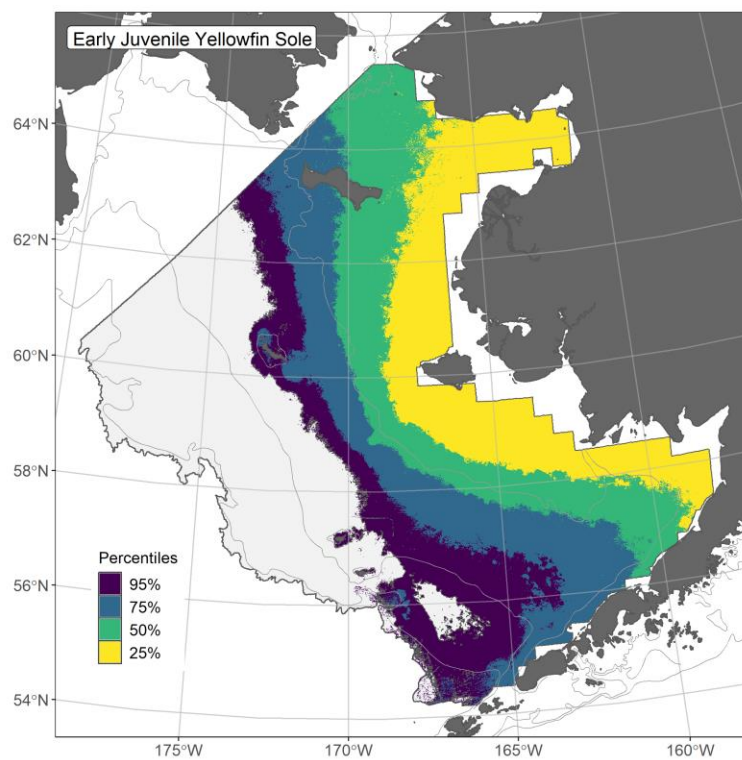 Early Juvenile Yellowfin Sole
64°N
62°N
60°N
58°N
56°N
54°N
Percentiles
95%
75%
50%
25%
175°W
170°W
165°W
160°W